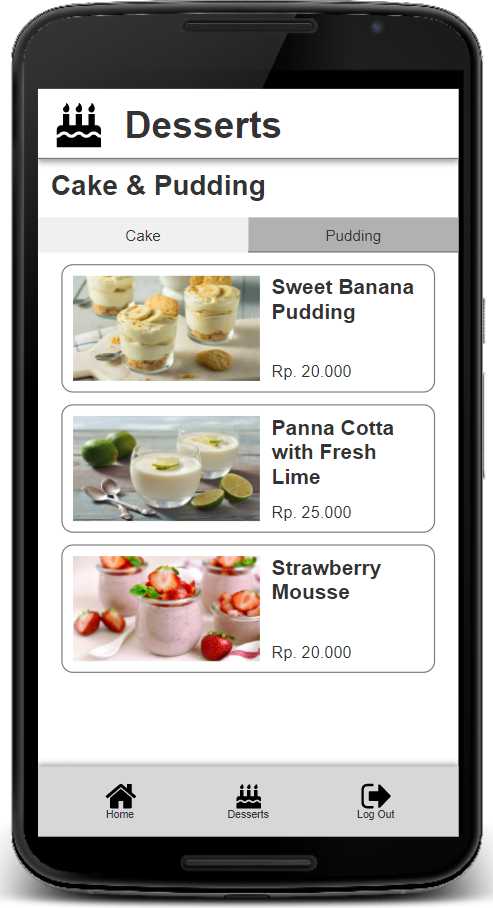 Desserts
Cake & Pudding
Cake
Pudding
Sweet Banana
Pudding
Rp. 20.000
Panna Cotta
with Fresh
Lime
Rp. 25.000
Strawberry
Mousse
Rp. 20.000
Home
Desserts
Log Out